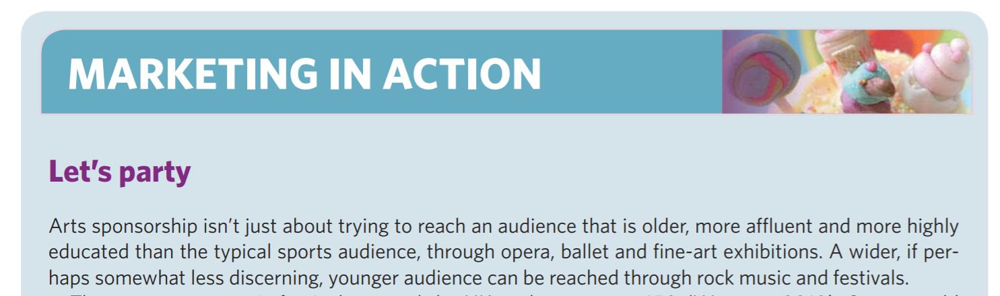 MARKETING IN ACTION
Let's party
Arts sponsorship isn't just about trying to reach an audience that is older, more affluent and more highly
educated than the typical sports audience, through opera, ballet and fine-art exhibitions. A wider, if per-
haps somewhat less discerning, younger audience can be reached through rock music and festivals.